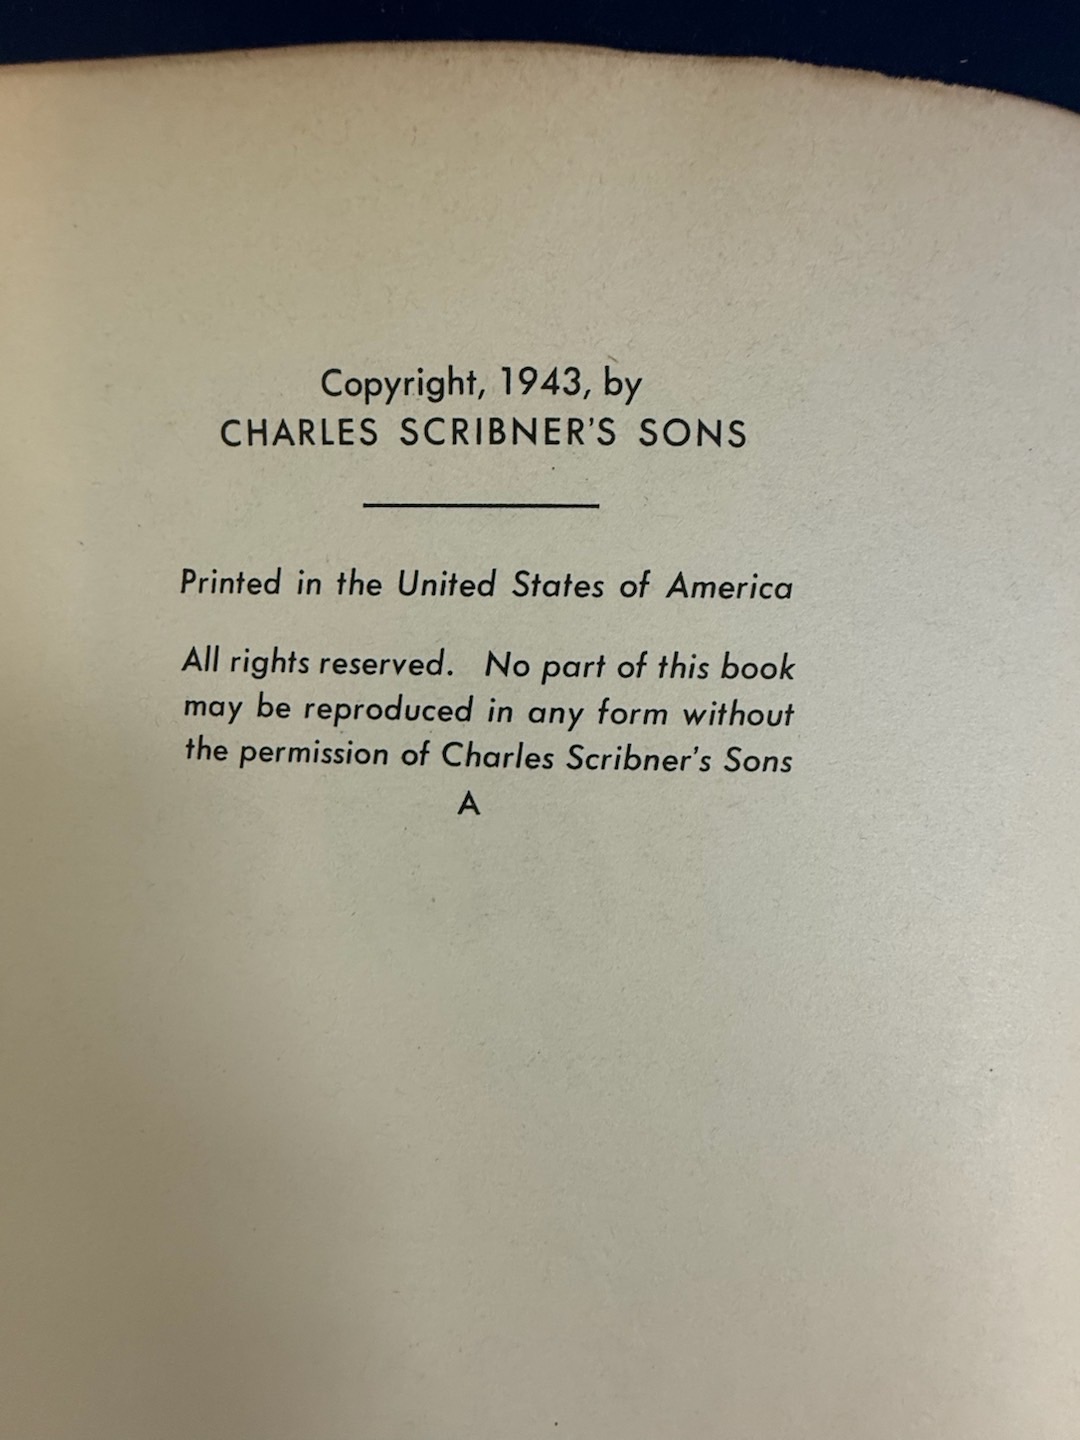 Copyright, 1943, by
CHARLES SCRIBNER'S SONS
Printed in the United States of America
All rights reserved. No part of this book
may be reproduced in any form without
the permission of Charles Scribner's Sons
A